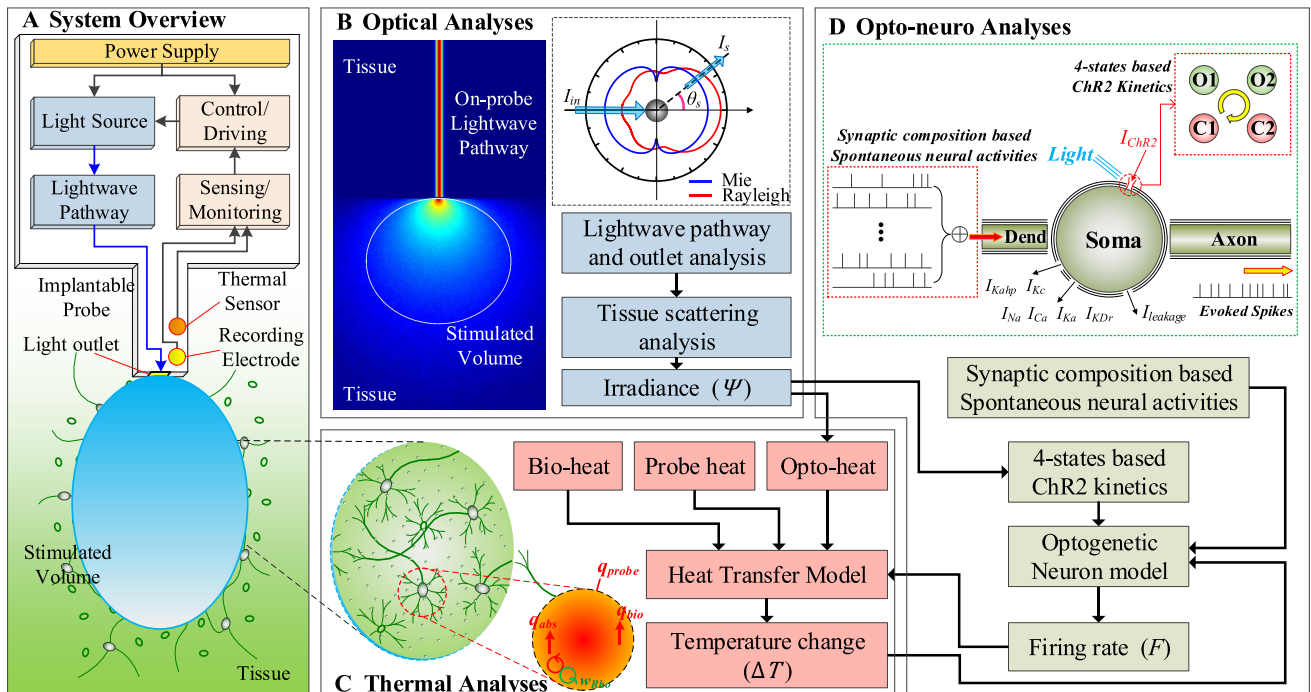 A System Overview
Power Supply
Light Source
Control/
Driving
Lightwave
Pathway
Sensing/
Monitoring
Implantable
Probe
Thermal
Sensor
Light outlet
Recording
Electrode
Stimulated
Volume
Tissue
B Optical Analyses
Tissue
On-probe
Lightwave
Pathway
Stimulated
Volume
Tissue
I_in
I_s
θ_s
Mie
Rayleigh
Lightwave pathway
and outlet analysis
Tissue scattering
analysis
Irradiance (Ψ)
C Thermal Analyses
q_probe
q_abs
q_bio
w_Rho
Bio-heat
Probe heat
Opto-heat
Heat Transfer Model
Temperature change
(ΔT)
D Opto-neuro Analyses
4-states based
ChR2 Kinetics
O1
O2
C1
C2
Synaptic composition based
Spontaneous neural activities
Light
I_ChR2
Dend
Soma
Axon
I_Kahp
I_Kc
I_Na
I_Ca
I_Ka
I_KDr
I_leakage
Evoked Spikes
Synaptic composition based
Spontaneous neural activities
4-states based
ChR2 kinetics
Optogenetic
Neuron model
Firing rate (F)